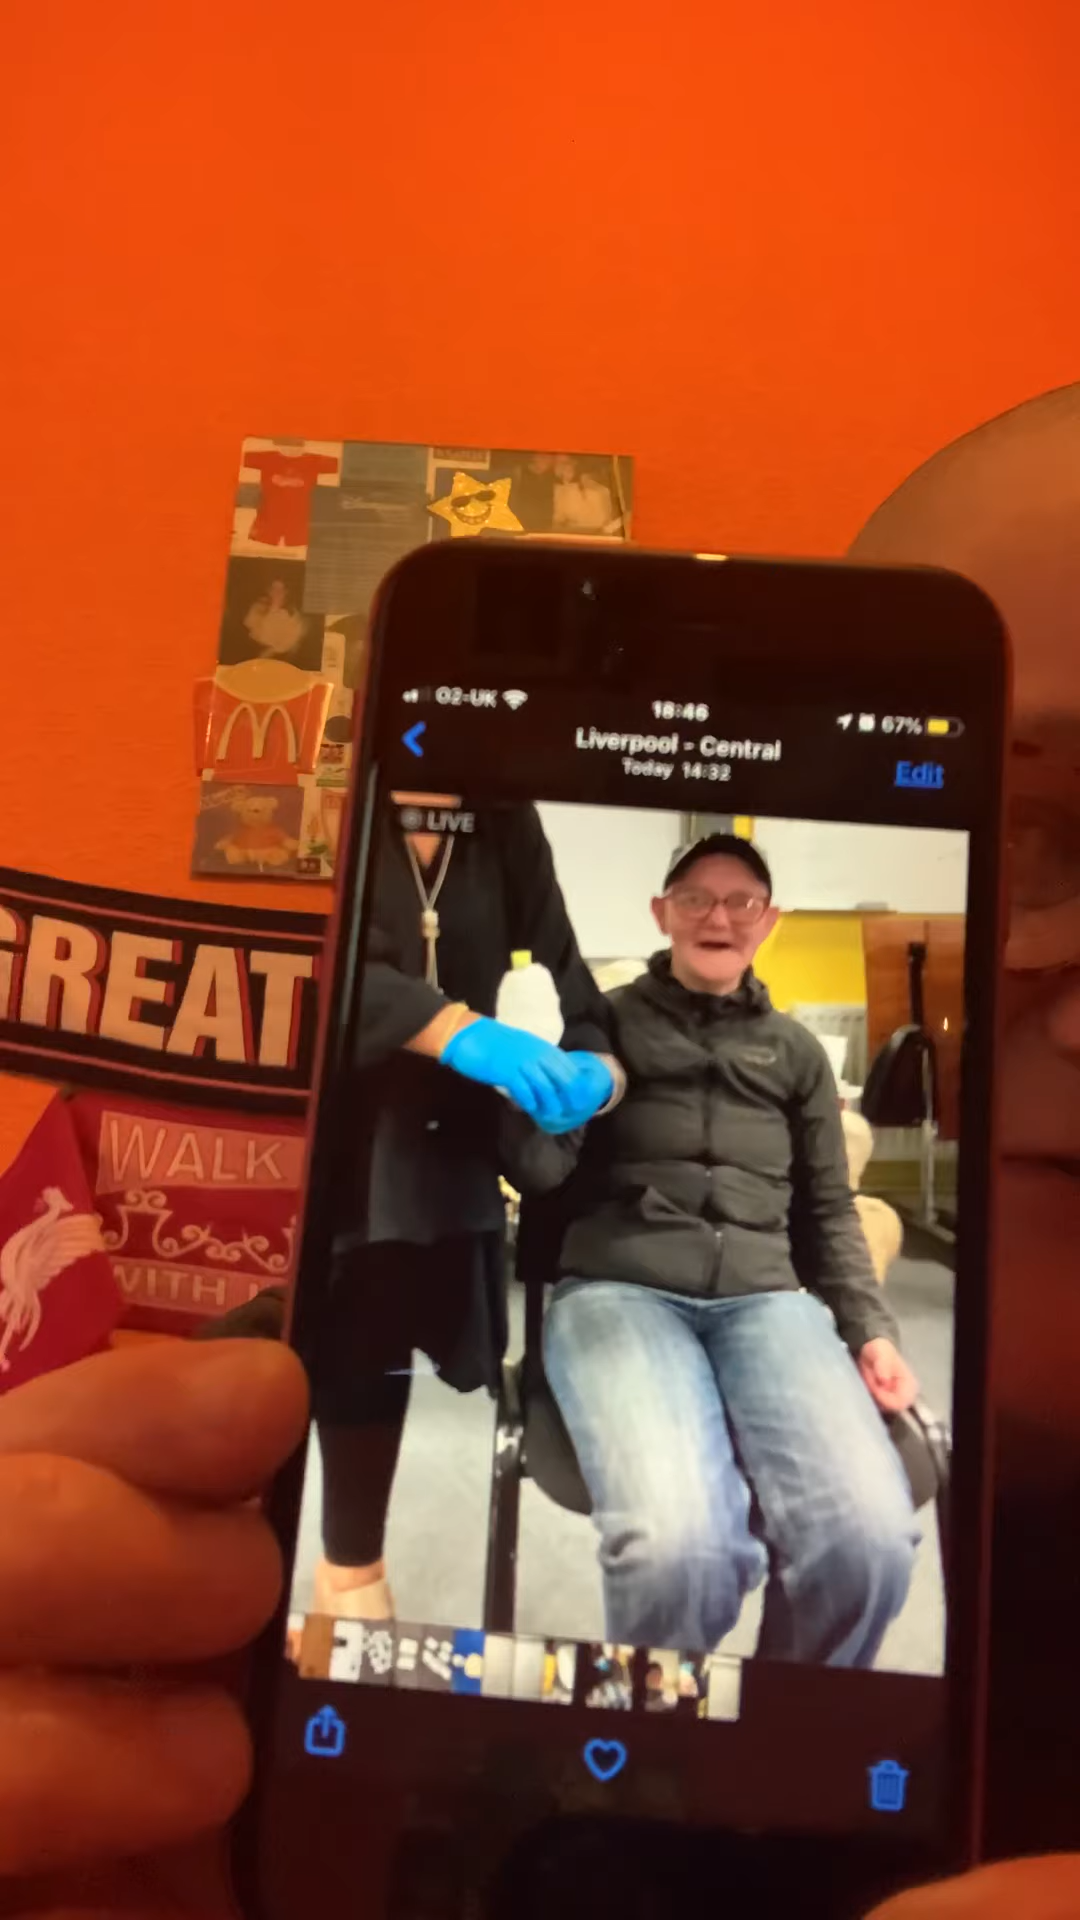 GREAT
WALK
WITH
O2-UK
18:46
67%
Liverpool - Central
Today 14:32
Edit
LIVE